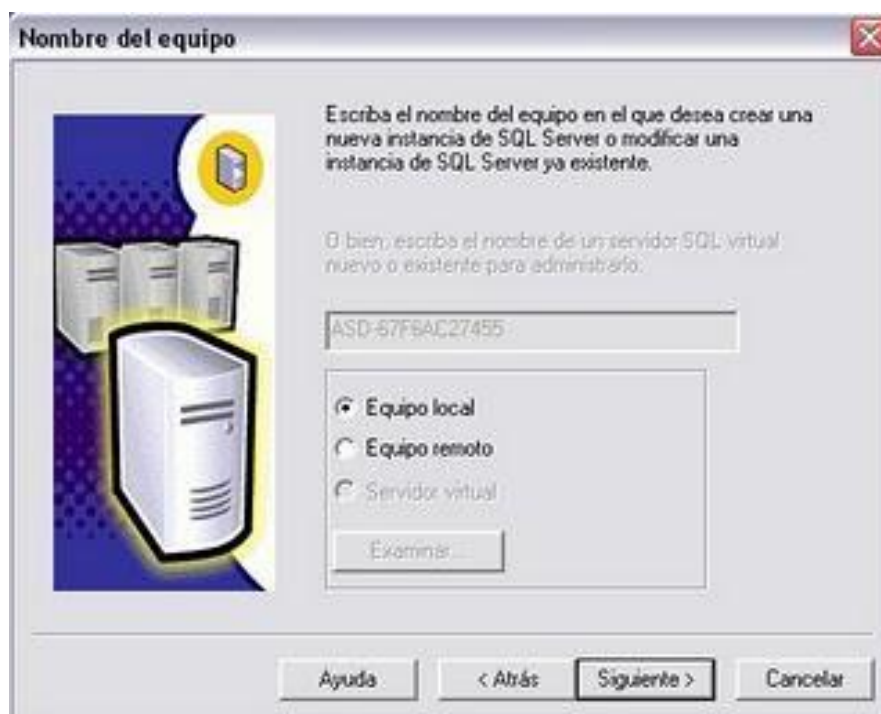 Nombre del equipo
Escriba el nombre del equipo en el que desea crear una
nueva instancia de SQL Server o modificar una
instancia de SQL Server ya existente.
O bien, escriba el nombre de un servidor SQL virtual
nuevo o existente para administrarlo.
ASD-67F6AC27455
Equipo local
Equipo remoto
Servidor virtual
Examinar...
Ayuda
< Atrás
Siguiente >
Cancelar